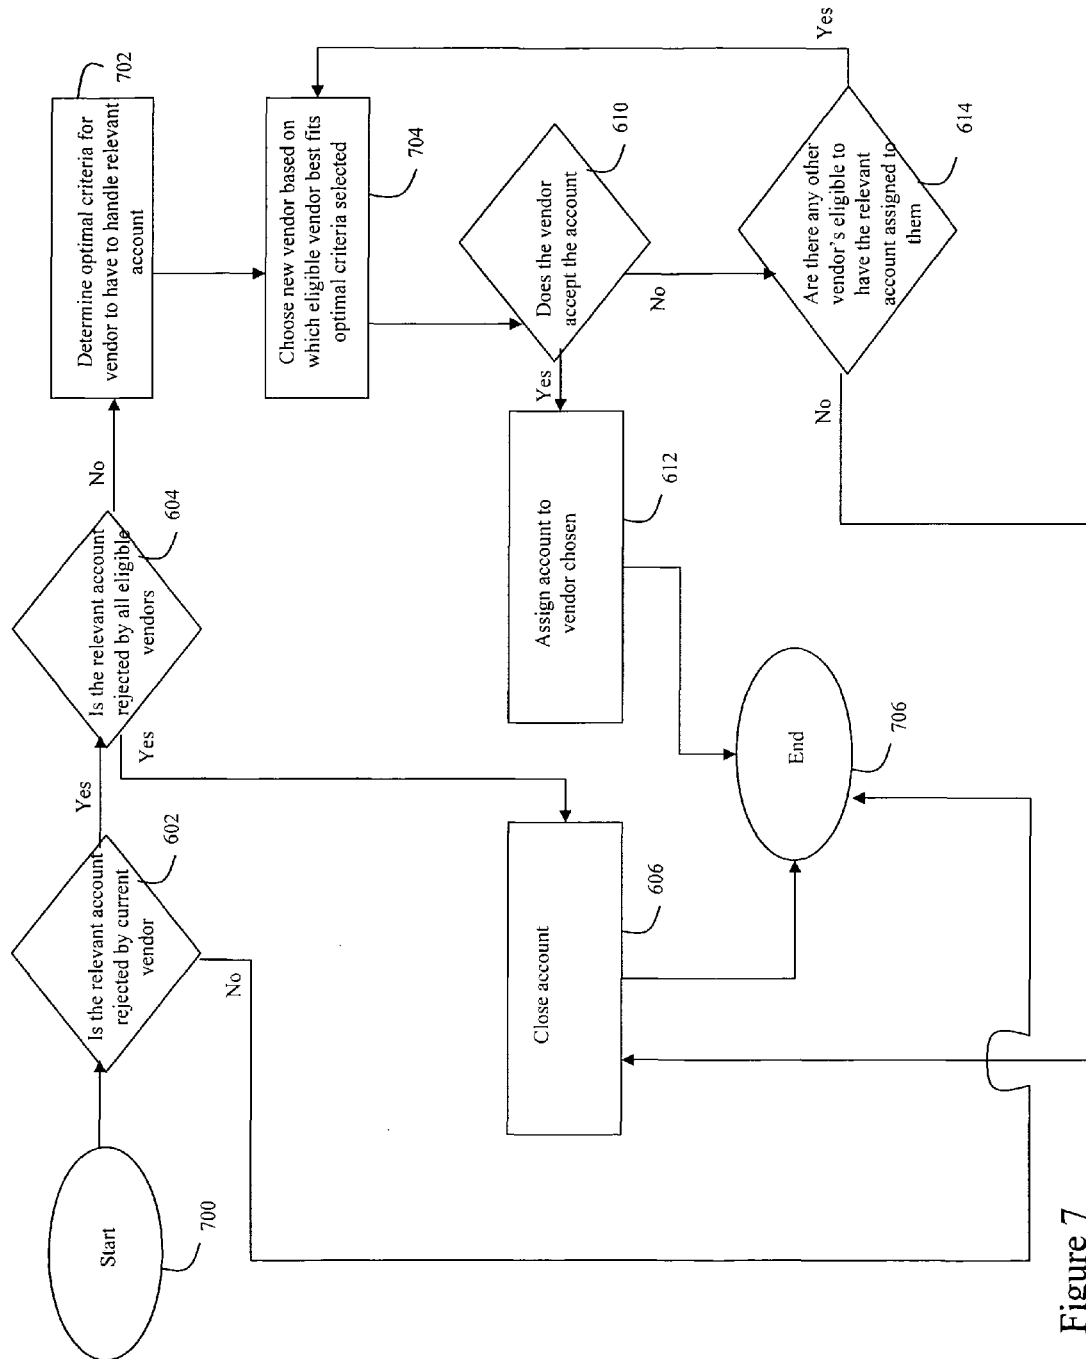 Start
700
Is the relevant account
rejected by current
vendor
602
Yes
No
Is the relevant account
rejected by all eligible
vendors
604
No
Yes
Determine optimal criteria for
vendor to have to handle relevant
account
702
Choose new vendor based on
which eligible vendor best fits
optimal criteria selected
704
Does the vendor
accept the account
610
Yes
No
Assign account to
vendor chosen
612
Close account
606
End
706
Are there any other
vendor's eligible to
have the relevant
account assigned to
them
614
Yes
No
Figure 7